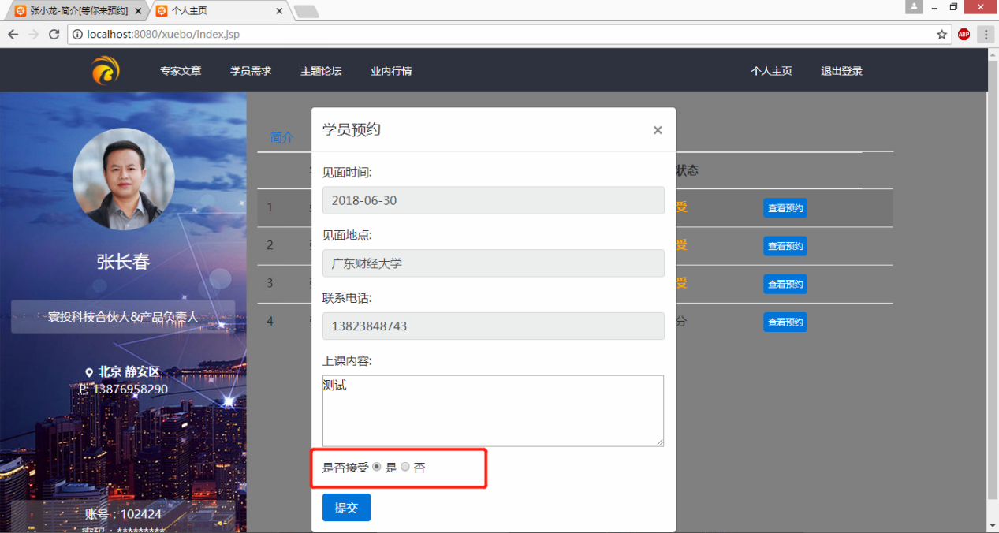 张小龙-简介[等你来预约]
个人主页
localhost:8080/xuebo/index.jsp
ABP
专家文章 学员需求 主题论坛 业内行情 个人主页 退出登录
简介
学员预约 ×
见面时间:
2018-06-30
见面地点:
广东财经大学
联系电话:
13823848743
上课内容:
测试
是否接受 是 否
提交
状态
1 受 查看预约
2 受 查看预约
3 受 查看预约
4 分 查看预约
张长春
寰投科技合伙人&产品负责人
北京 静安区
P: 13876958290
账号：102424
密码：*********